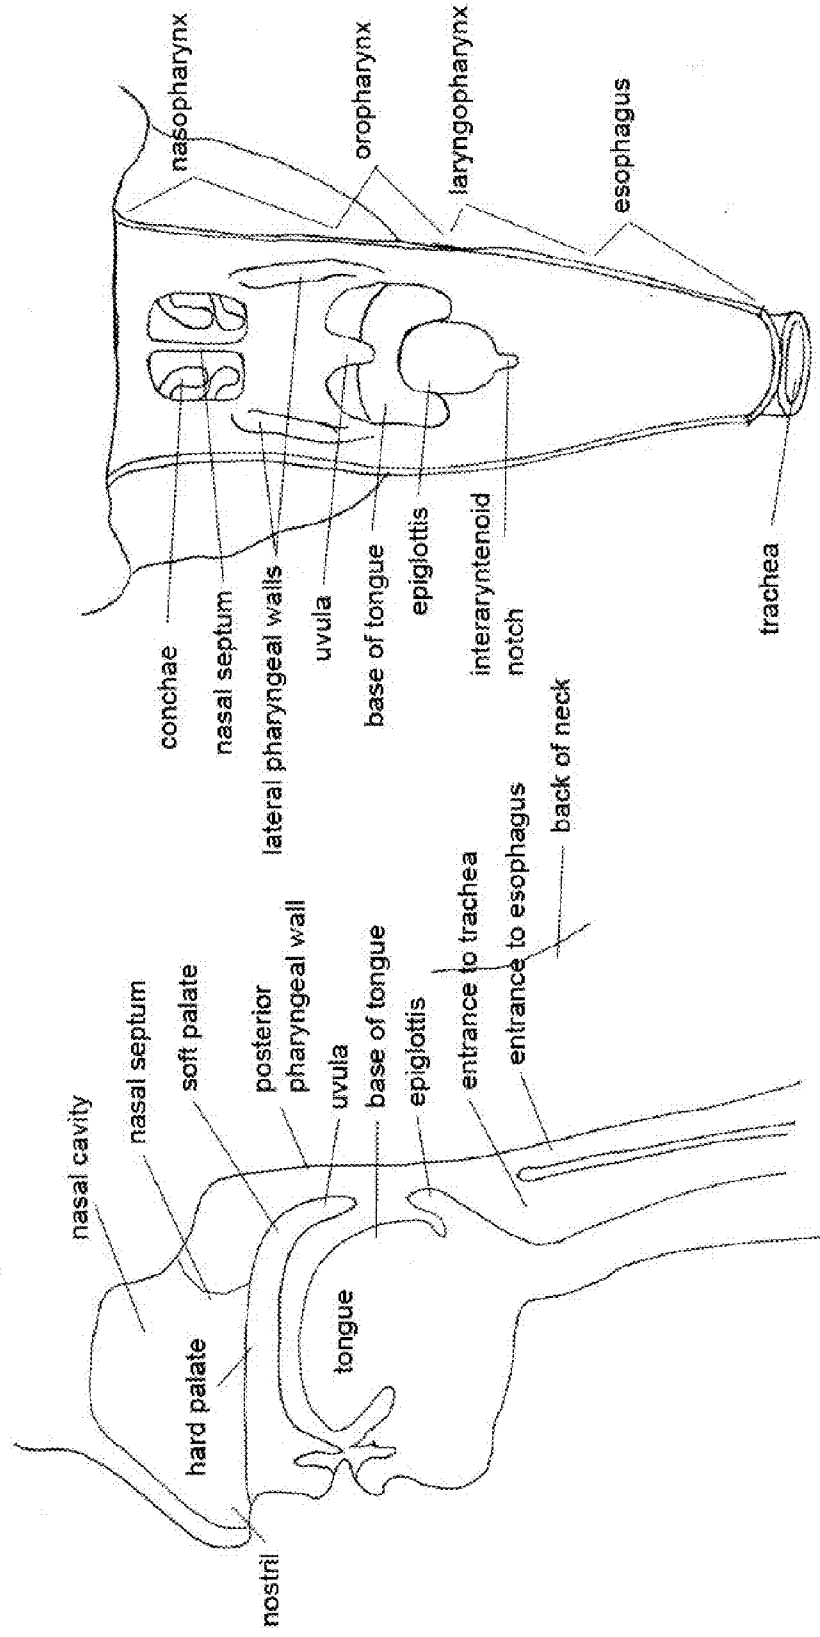 nasal cavity
nasal septum
soft palate
posterior
pharyngeal wall
uvula
base of tongue
epiglottis
entrance to trachea
entrance to esophagus
back of neck
hard palate
tongue
nostril
conchae
nasal septum
lateral pharyngeal walls
uvula
base of tongue
epiglottis
interaryntenoid
notch
trachea
nasopharynx
oropharynx
laryngopharynx
esophagus